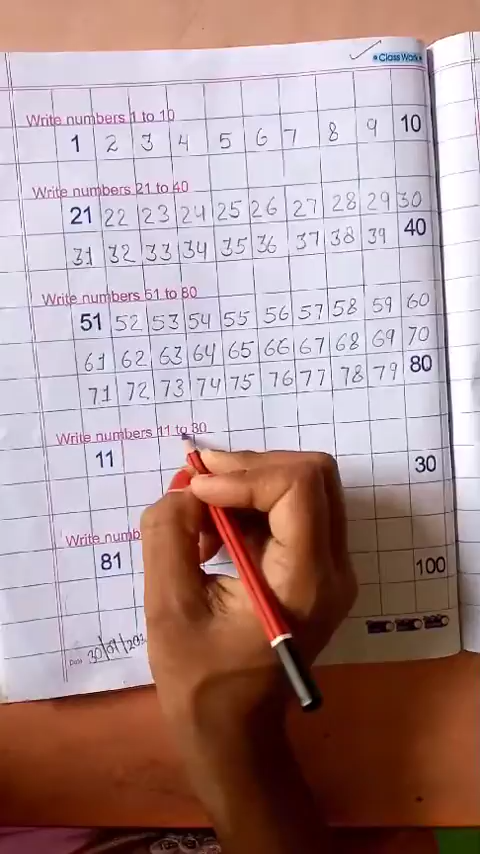 Class Work
Write numbers 1 to 10
1 2 3 4 5 6 7 8 9 10
Write numbers 21 to 40
21 22 23 24 25 26 27 28 29 30
31 32 33 34 35 36 37 38 39 40
Write numbers 51 to 80
51 52 53 54 55 56 57 58 59 60
61 62 63 64 65 66 67 68 69 70
71 72 73 74 75 76 77 78 79 80
Write numbers 11 to 30
11 30
Write numb
81 100